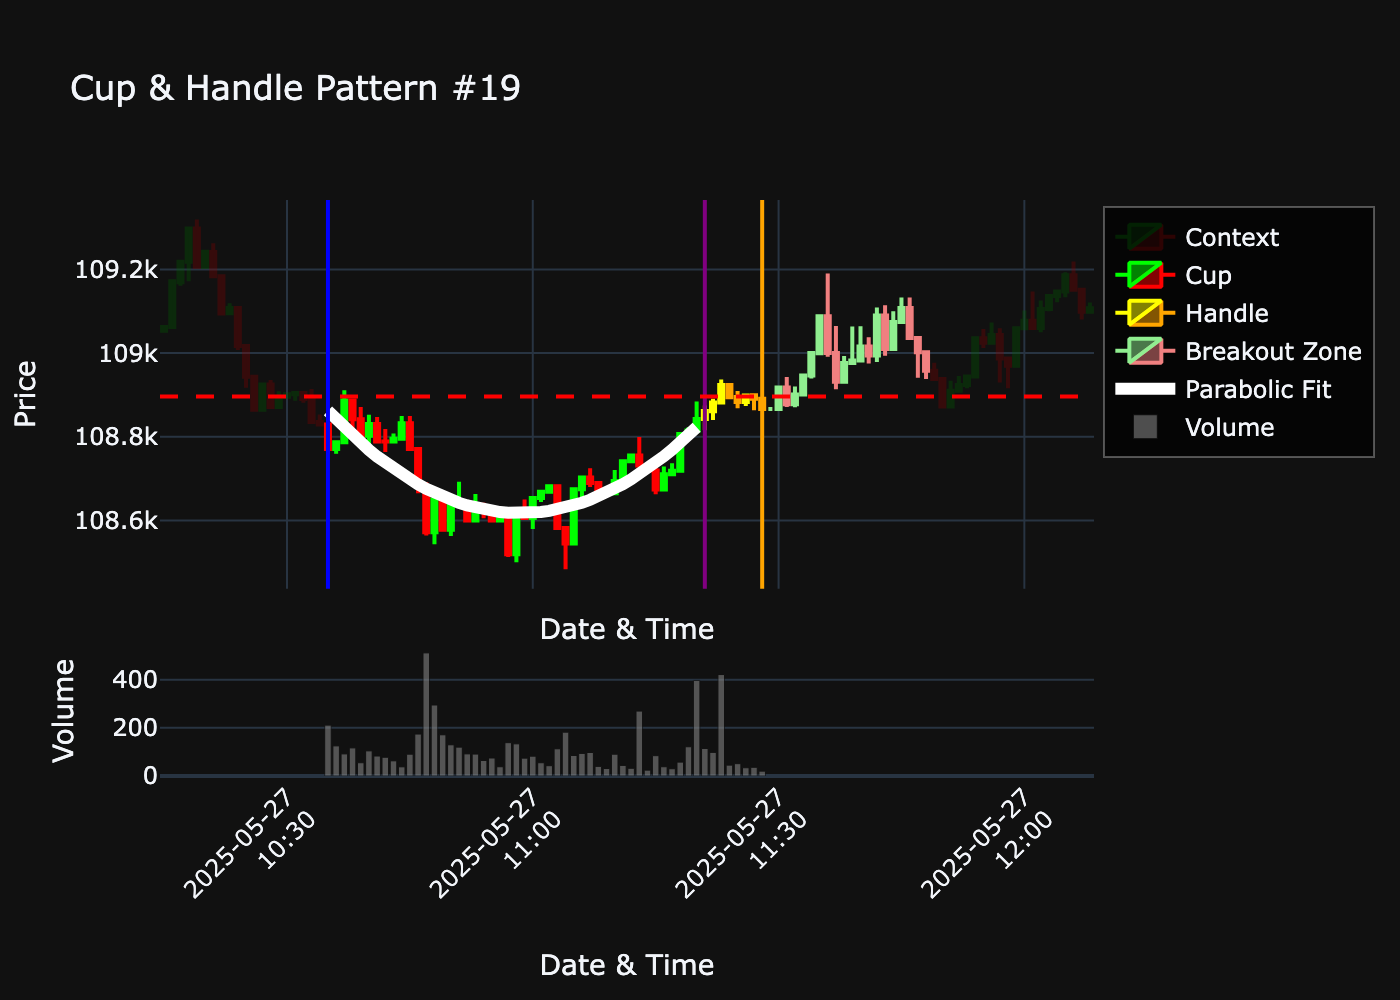 Cup & Handle Pattern #19
Context
Cup
Handle
Breakout Zone
Parabolic Fit
Volume
Price
109.2k
109k
108.8k
108.6k
Date & Time
Volume
400
200
0
2025-05-27
10:30
2025-05-27
11:00
2025-05-27
11:30
2025-05-27
12:00
Date & Time